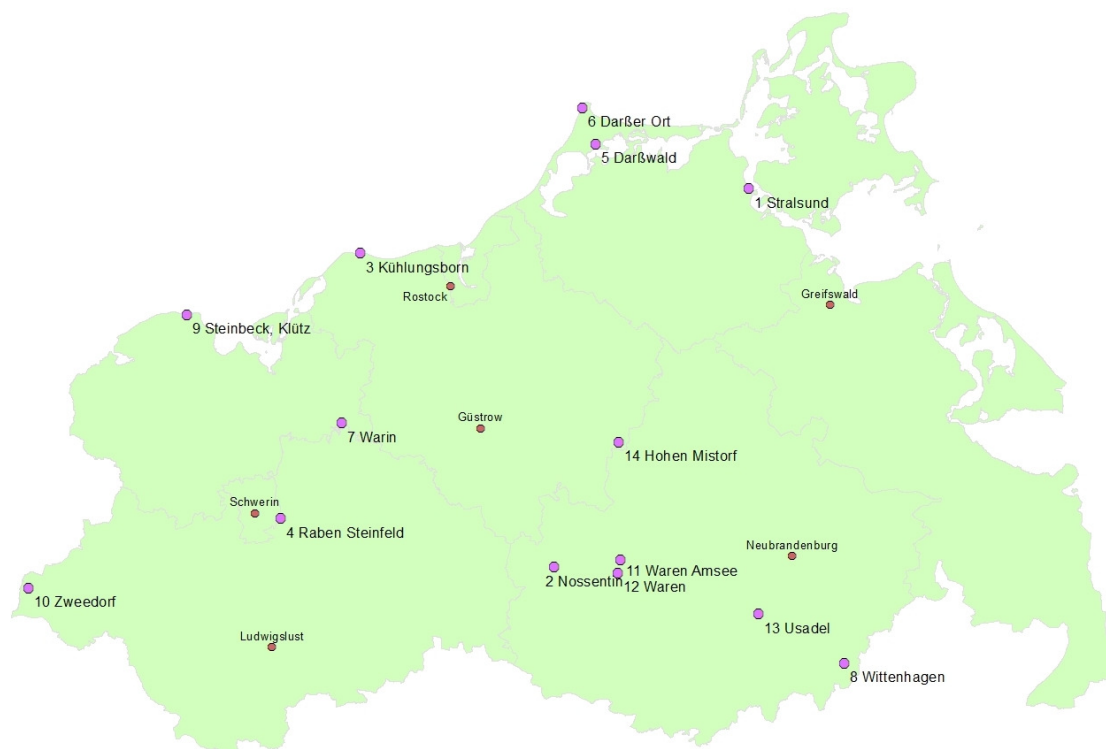 6 Darßer Ort
5 Darßwald
1 Stralsund
3 Kühlungsborn
Rostock
Greifswald
9 Steinbeck, Klütz
Güstrow
7 Warin
14 Hohen Mistorf
Schwerin
4 Raben Steinfeld
Neubrandenburg
2 Nossentin
11 Waren Amsee
12 Waren
10 Zweedorf
13 Usadel
Ludwigslust
8 Wittenhagen